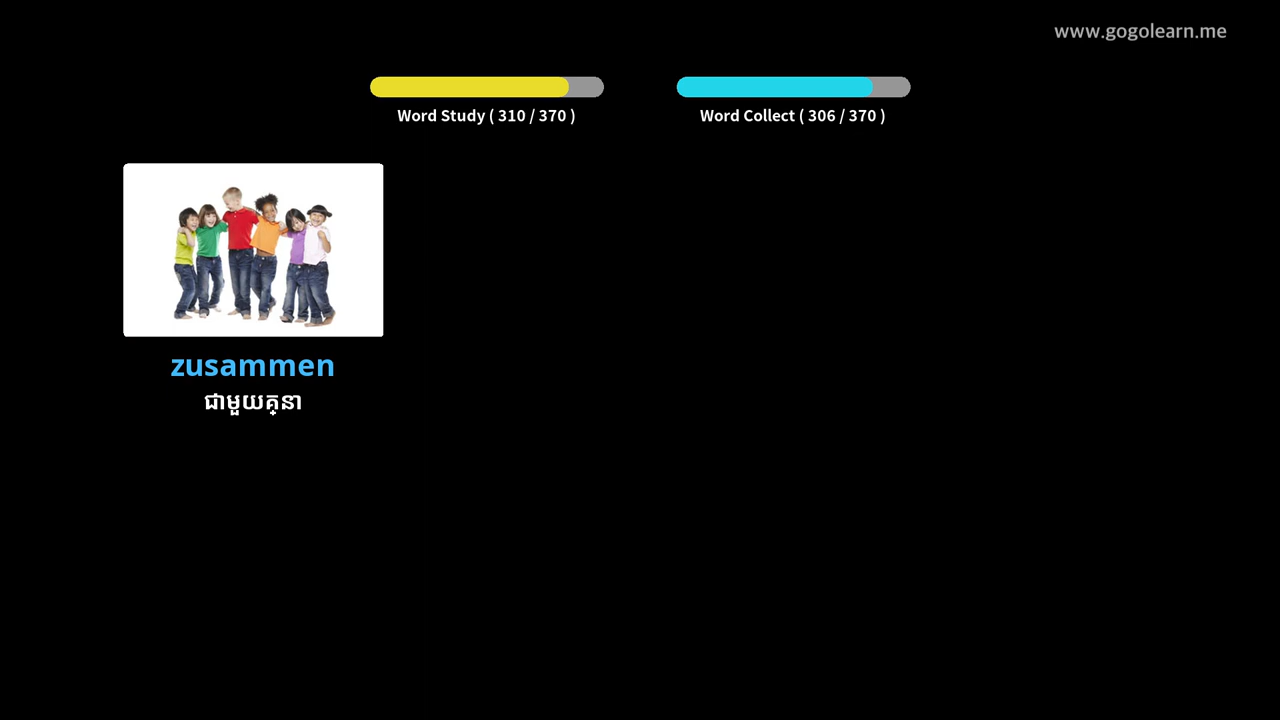 www.gogolearn.me
Word Study ( 310 / 370 )
Word Collect ( 306 / 370 )
zusammen
ជាមួយគ្នា